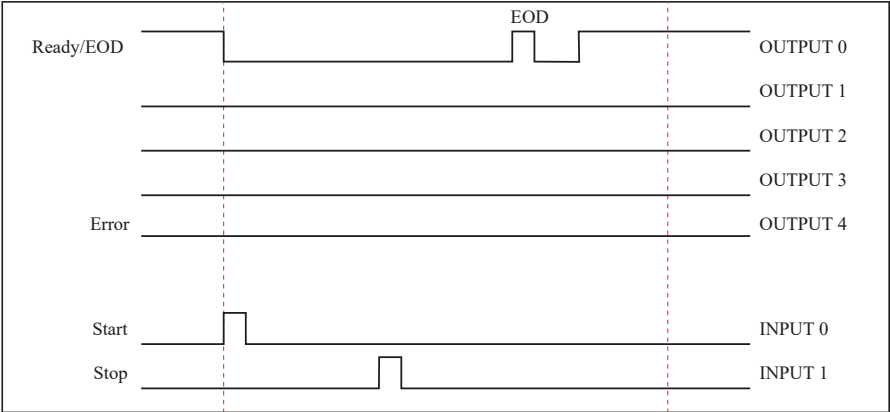 EOD
Ready/EOD OUTPUT 0
OUTPUT 1
OUTPUT 2
OUTPUT 3
Error OUTPUT 4
Start INPUT 0
Stop INPUT 1